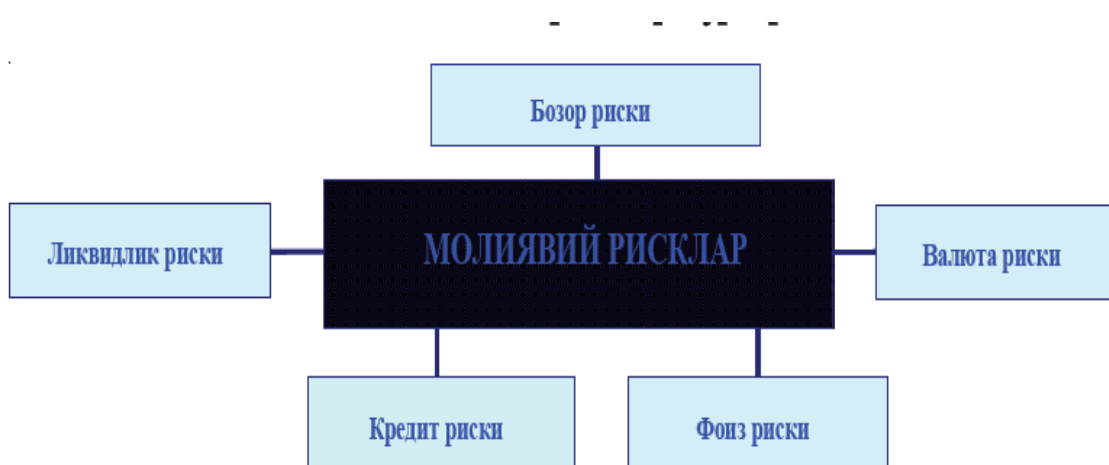 Бозор риски
Ликвидлик риски
МОЛИЯВИЙ РИСКЛАР
Валюта риски
Кредит риски
Фоиз риски